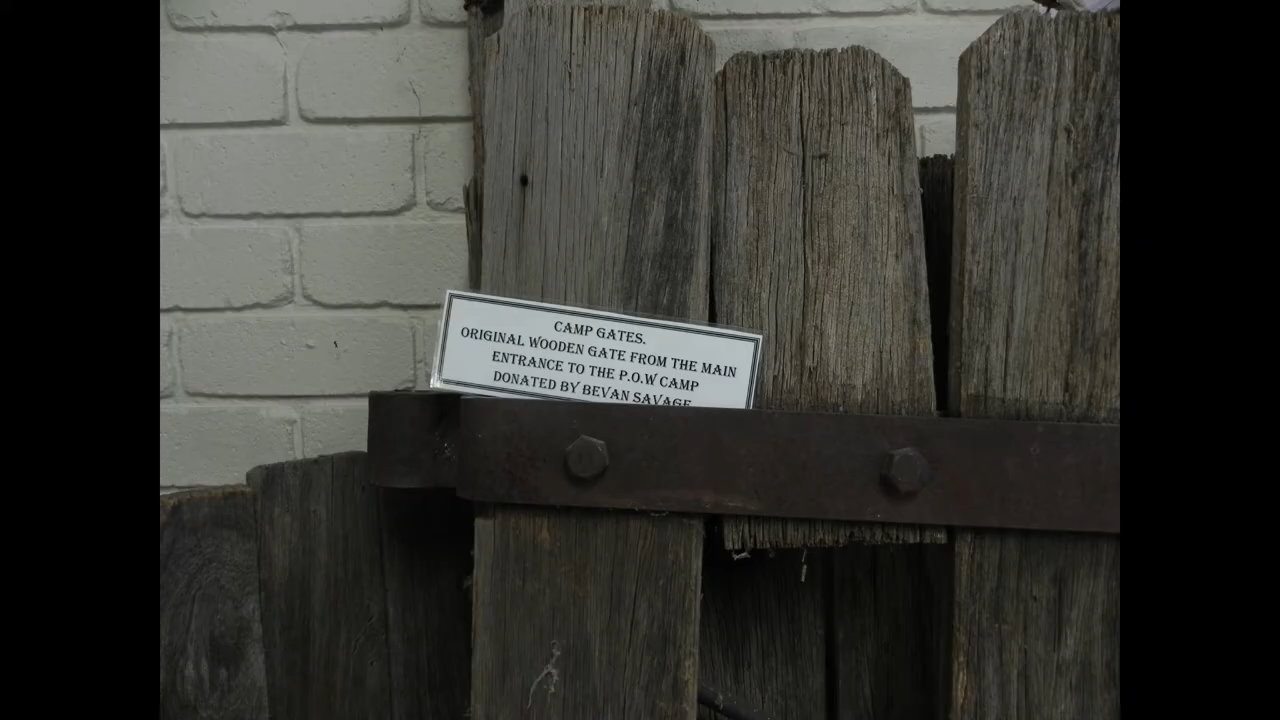 CAMP GATES.
ORIGINAL WOODEN GATE FROM THE MAIN
ENTRANCE TO THE P.O.W CAMP
DONATED BY BEVAN SAVAGE